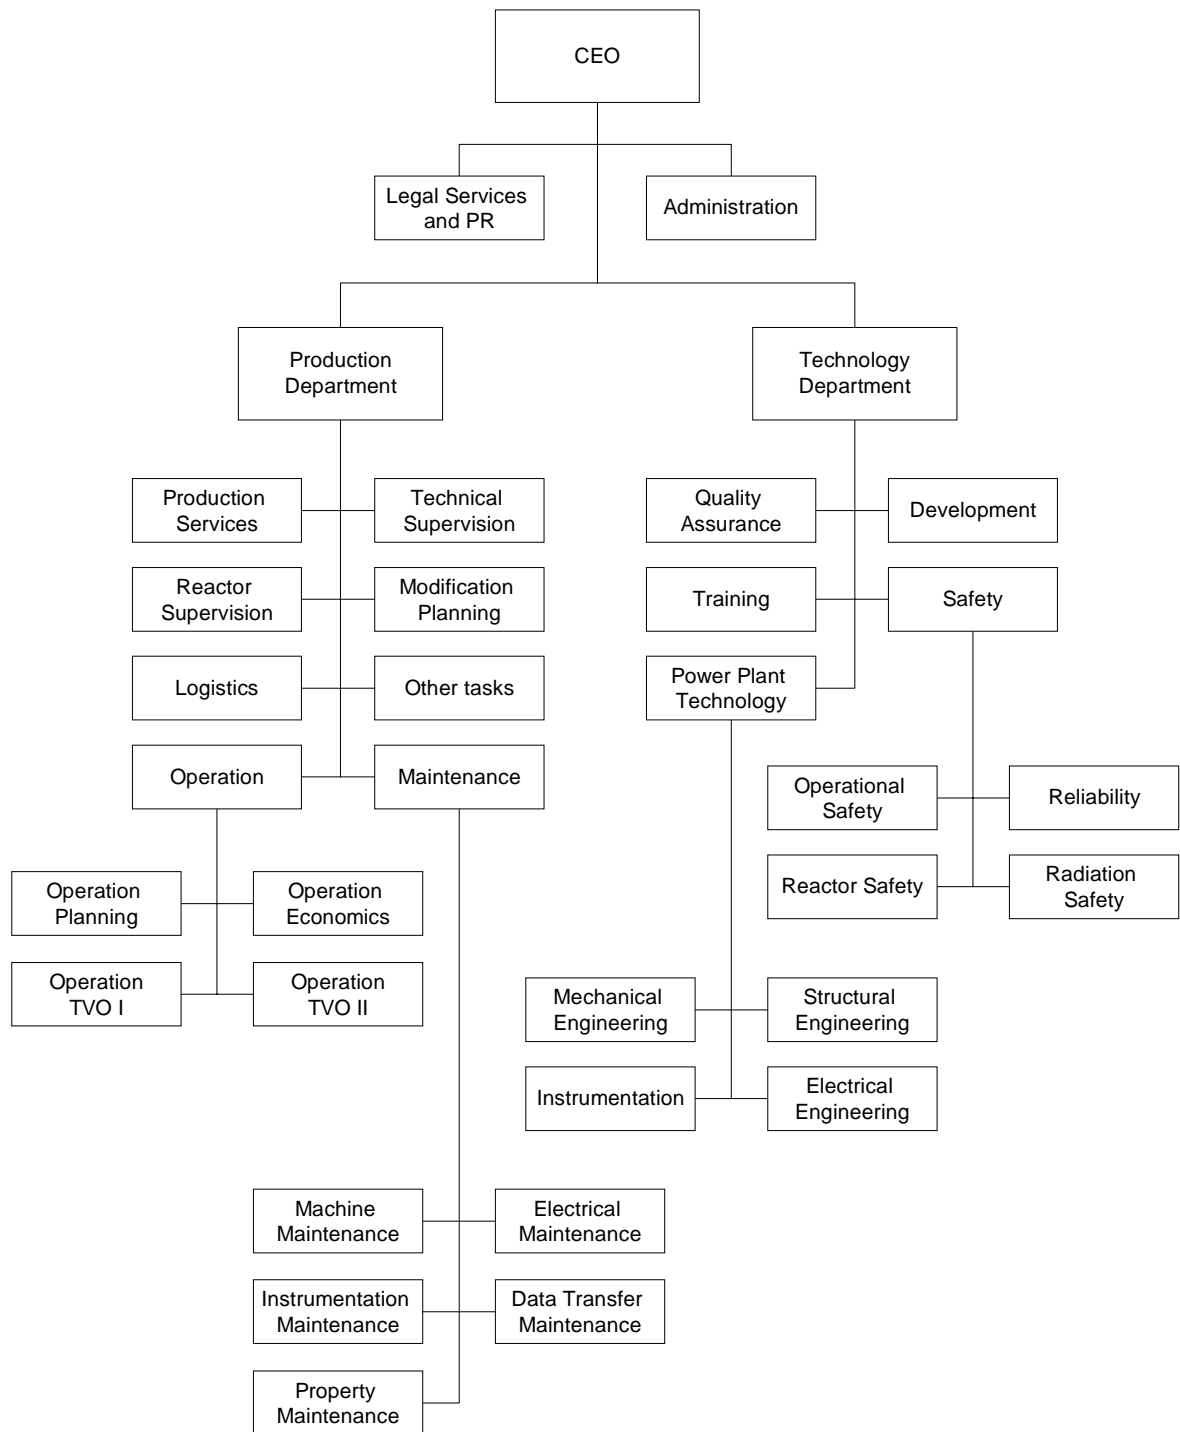 CEO
Legal Services
and PR
Administration
Production
Department
Technology
Department
Production
Services
Technical
Supervision
Quality
Assurance
Development
Reactor
Supervision
Modification
Planning
Training
Safety
Logistics
Other tasks
Power Plant
Technology
Operation
Maintenance
Operational
Safety
Reliability
Operation
Planning
Operation
Economics
Reactor Safety
Radiation
Safety
Operation
TVO I
Operation
TVO II
Mechanical
Engineering
Structural
Engineering
Instrumentation
Electrical
Engineering
Machine
Maintenance
Electrical
Maintenance
Instrumentation
Maintenance
Data Transfer
Maintenance
Property
Maintenance